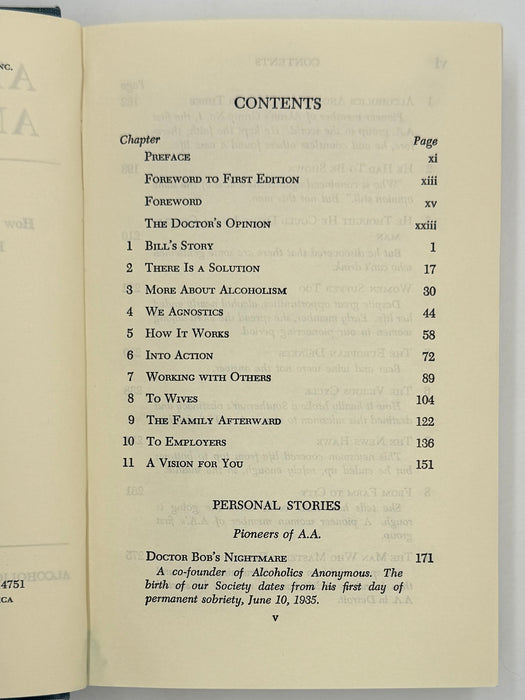 NC.
4751
ICA
CONTENTS
Chapter Page
PREFACE xi
FOREWORD TO FIRST EDITION xiii
FOREWORD xv
THE DOCTOR'S OPINION xxiii
1 BILL'S STORY 1
2 THERE IS A SOLUTION 17
3 MORE ABOUT ALCOHOLISM 30
4 WE AGNOSTICS 44
5 HOW IT WORKS 58
6 INTO ACTION 72
7 WORKING WITH OTHERS 89
8 TO WIVES 104
9 THE FAMILY AFTERWARD 122
10 TO EMPLOYERS 136
11 A VISION FOR YOU 151
PERSONAL STORIES
Pioneers of A.A.
DOCTOR BOB'S NIGHTMARE 171
A co-founder of Alcoholics Anonymous. The
birth of our Society dates from his first day of
permanent sobriety, June 10, 1935.
v